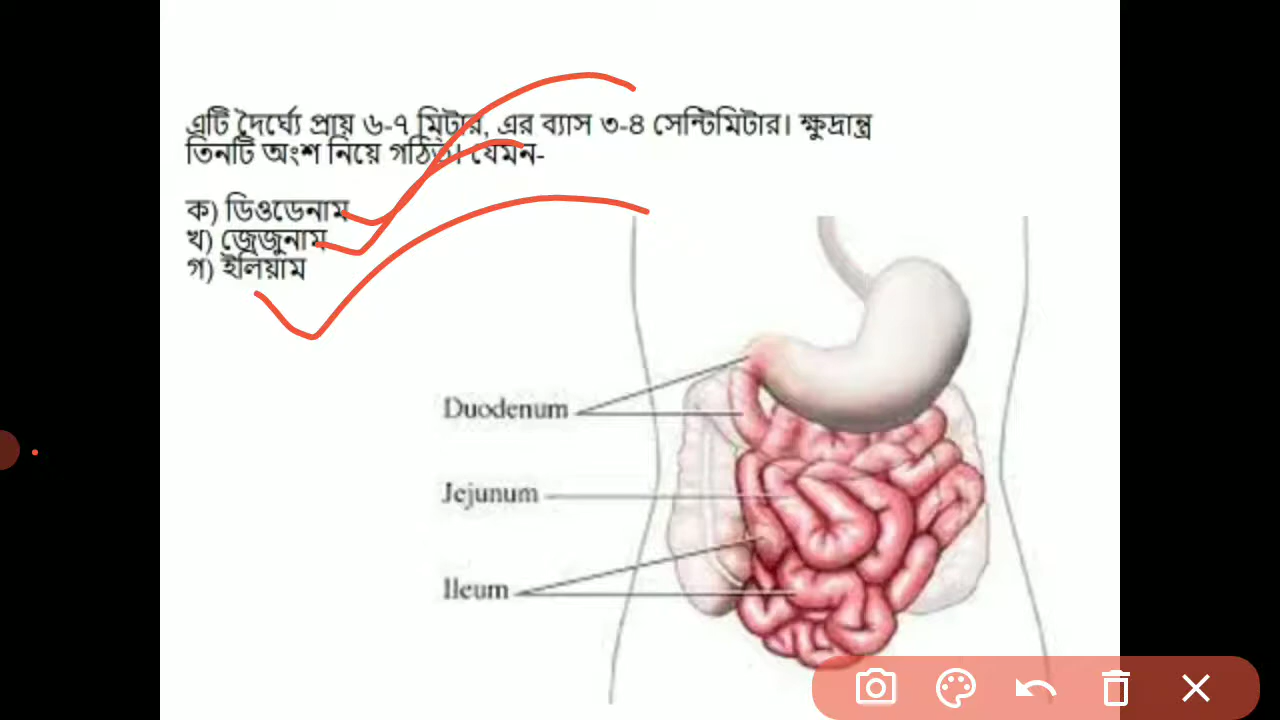 এটি দৈর্ঘ্যে প্রায় ৬-৭ মিটার, এর ব্যাস ৩-৪ সেন্টিমিটার। ক্ষুদ্রান্ত্র
তিনটি অংশ নিয়ে গঠিত। যেমন-
ক) ডিওডেনাম
খ) জেজুনাম
গ) ইলিয়াম
Duodenum
Jejunum
Ileum